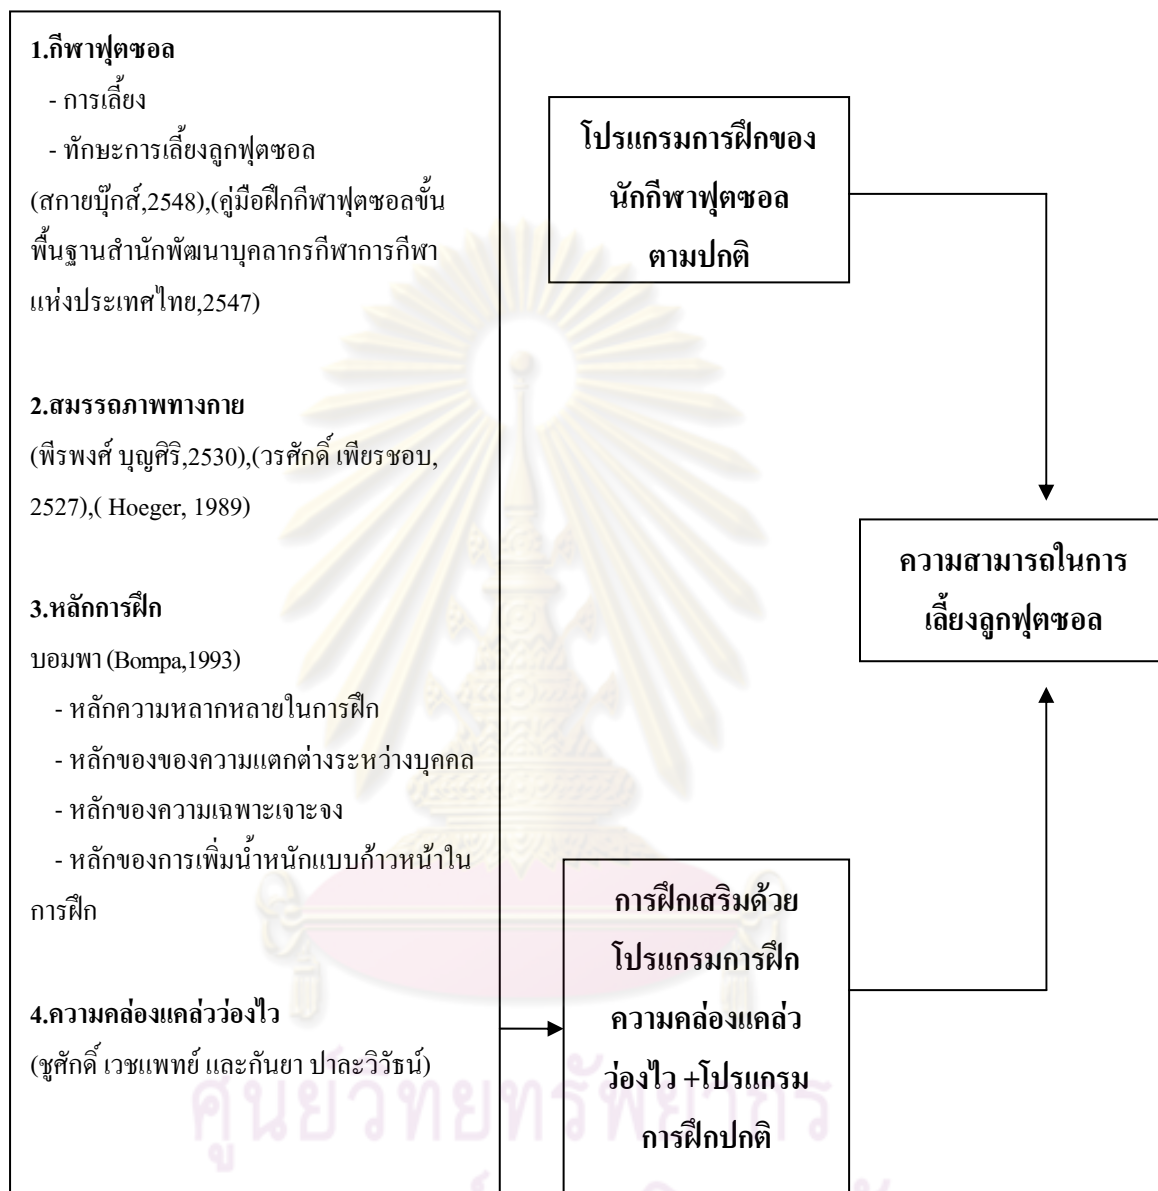 1.กีฬาฟุตซอล
- การเลี้ยง
- ทักษะการเลี้ยงลูกฟุตซอล
(สกายบุ๊กส์,2548),(คู่มือฝึกกีฬาฟุตซอลขั้น
พื้นฐานสำนักพัฒนาบุคลากรกีฬาการกีฬา
แห่งประเทศไทย,2547)
2.สมรรถภาพทางกาย
(พีรพงศ์ บุญศิริ,2530),(วรศักดิ์ เพียรชอบ,
2527),( Hoeger, 1989)
3.หลักการฝึก
บอมพา (Bompa,1993)
- หลักความหลากหลายในการฝึก
- หลักของของความแตกต่างระหว่างบุคคล
- หลักของความเฉพาะเจาะจง
- หลักของการเพิ่มน้ำหนักแบบก้าวหน้าใน
การฝึก
4.ความคล่องแคล่วว่องไว
(ชูศักดิ์ เวชแพทย์ และกันยา ปาละวิวัธน์)
โปรแกรมการฝึกของ
นักกีฬาฟุตซอล
ตามปกติ
การฝึกเสริมด้วย
โปรแกรมการฝึก
ความคล่องแคล่ว
ว่องไว +โปรแกรม
การฝึกปกติ
ความสามารถในการ
เลี้ยงลูกฟุตซอล
ศูนย์วิทยทรัพยากร